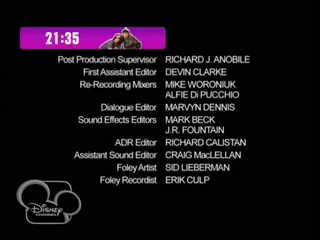 21:35
Post Production Supervisor RICHARD J. ANOBILE
First Assistant Editor DEVIN CLARKE
Re-Recording Mixers MIKE WORONIUK
ALFIE Di PUCCHIO
Dialogue Editor MARVYN DENNIS
Sound Effects Editors MARK BECK
J.R. FOUNTAIN
ADR Editor RICHARD CALISTAN
Assistant Sound Editor CRAIG MacLELLAN
Foley Artist SID LIEBERMAN
Foley Recordist ERIK CULP
Disney
CHANNEL